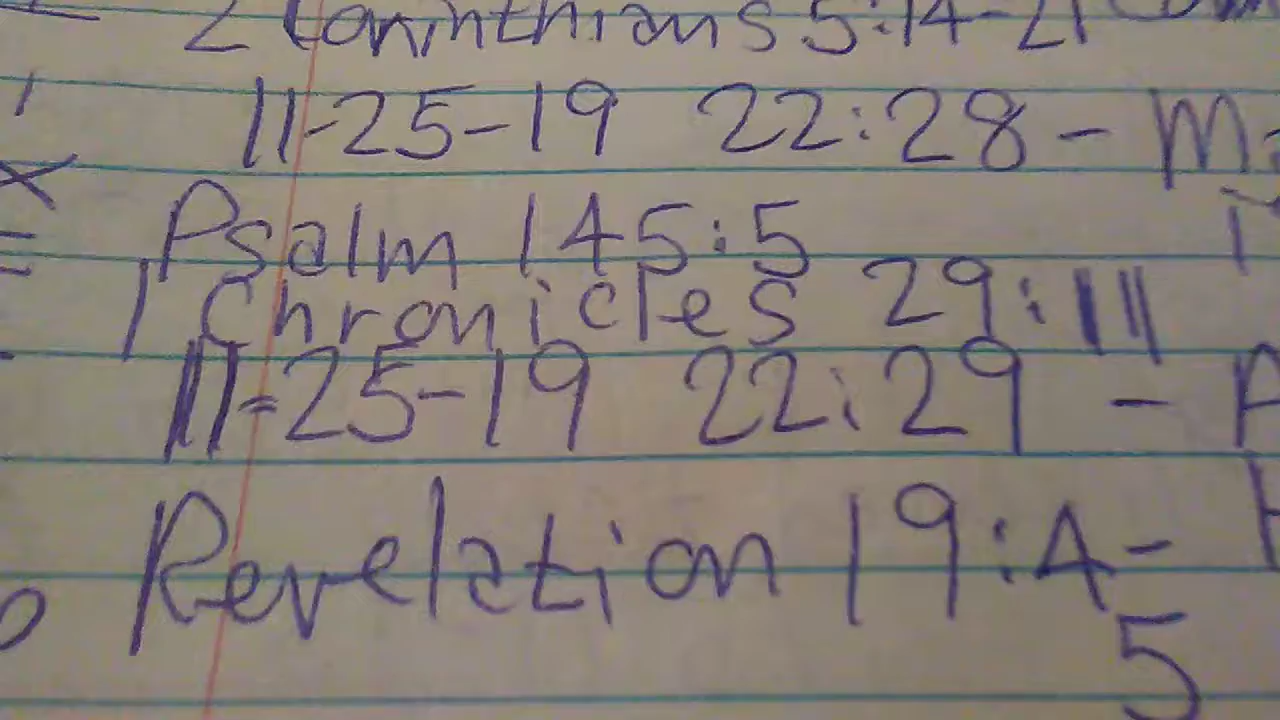 2 Corinthians 5:14-21
11-25-19 22:28 -
Psalm 145:5
1 Chronicles 29:11
11-25-19 22:29 -
Revelation 19:4-
5